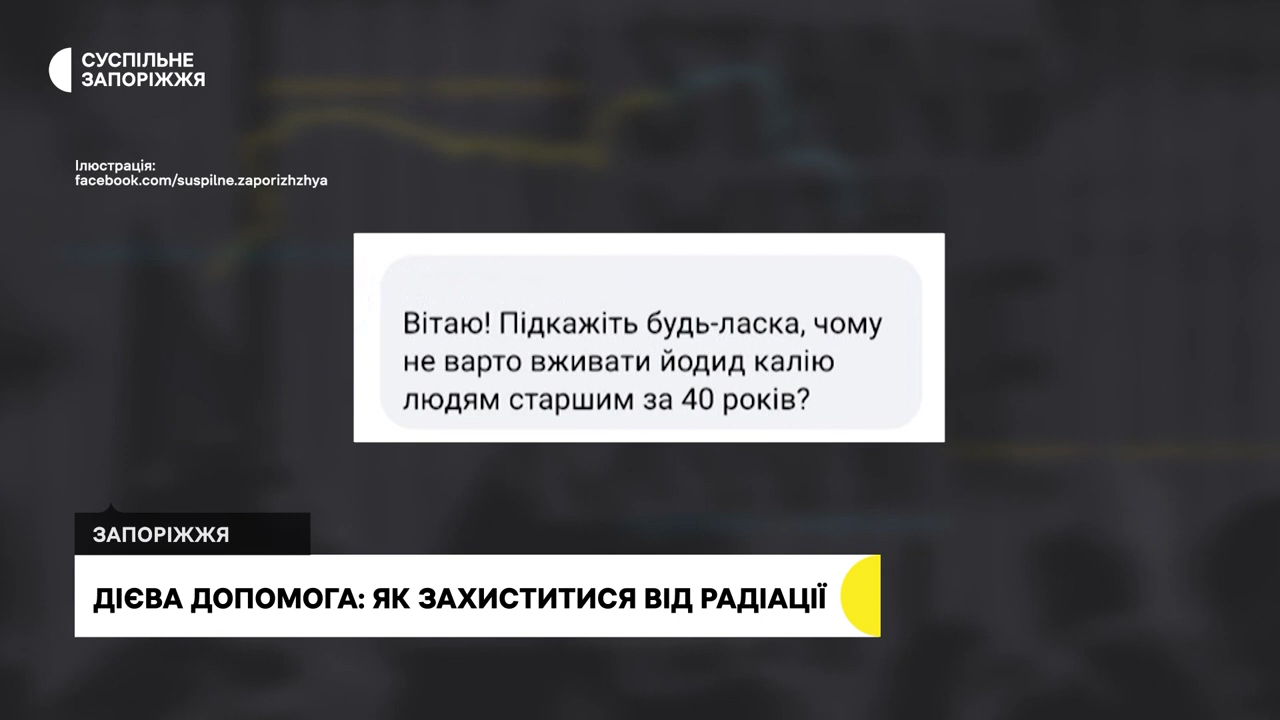 СУСПІЛЬНЕ
ЗАПОРІЖЖЯ
Ілюстрація:
facebook.com/suspilne.zaporizhzhya
Вітаю! Підкажіть будь-ласка, чому
не варто вживати йодид калію
людям старшим за 40 років?
ЗАПОРІЖЖЯ
ДІЄВА ДОПОМОГА: ЯК ЗАХИСТИТИСЯ ВІД РАДІАЦІЇ